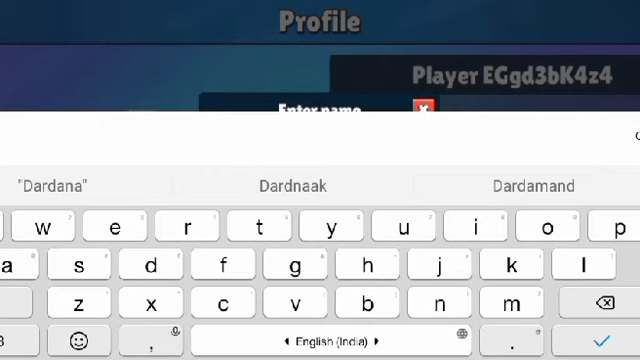 Profile
Player EGgd3bK4z4
Enter name
"Dardana" Dardnaak Dardamand
w e r t y u i o p
a s d f g h j k l
z x c v b n m
, English (India) .